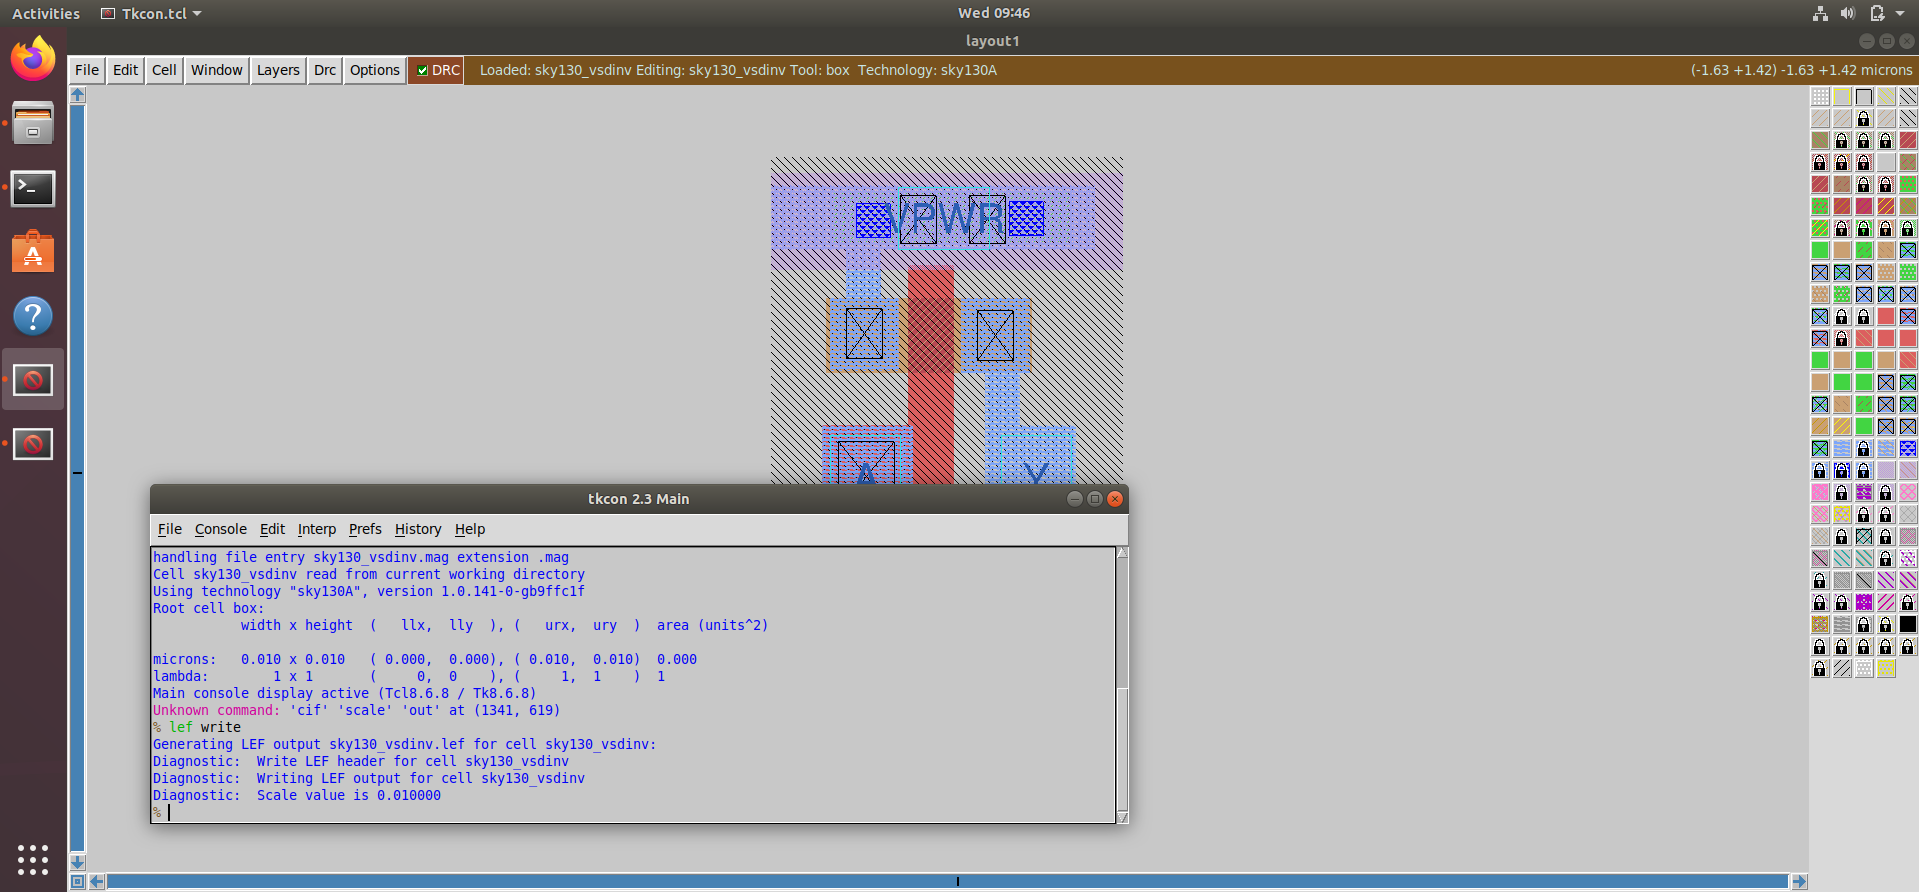 Activities Tkcon.tcl Wed 09:46
layout1
File Edit Cell Window Layers Drc Options DRC Loaded: sky130_vsdinv Editing: sky130_vsdinv Tool: box Technology: sky130A (-1.63 +1.42) -1.63 +1.42 microns
VPWR
A Y
tkcon 2.3 Main
File Console Edit Interp Prefs History Help
handling file entry sky130_vsdinv.mag extension .mag
Cell sky130_vsdinv read from current working directory
Using technology "sky130A", version 1.0.141-0-gb9ffc1f
Root cell box:
width x height ( llx, lly ), ( urx, ury ) area (units^2)
microns: 0.010 x 0.010 ( 0.000, 0.000), ( 0.010, 0.010) 0.000
lambda: 1 x 1 ( 0, 0 ), ( 1, 1 ) 1
Main console display active (Tcl8.6.8 / Tk8.6.8)
Unknown command: 'cif' 'scale' 'out' at (1341, 619)
% lef write
Generating LEF output sky130_vsdinv.lef for cell sky130_vsdinv:
Diagnostic: Write LEF header for cell sky130_vsdinv
Diagnostic: Writing LEF output for cell sky130_vsdinv
Diagnostic: Scale value is 0.010000
%